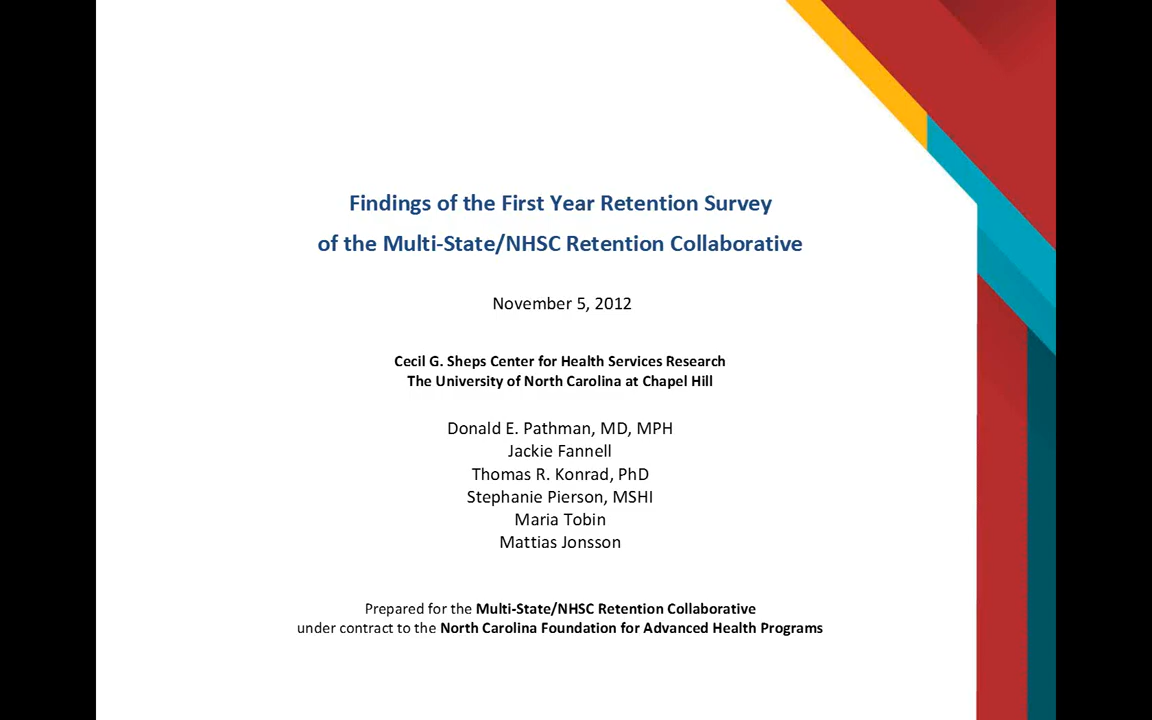 Findings of the First Year Retention Survey
of the Multi-State/NHSC Retention Collaborative
November 5, 2012
Cecil G. Sheps Center for Health Services Research
The University of North Carolina at Chapel Hill
Donald E. Pathman, MD, MPH
Jackie Fannell
Thomas R. Konrad, PhD
Stephanie Pierson, MSHI
Maria Tobin
Mattias Jonsson
Prepared for the Multi-State/NHSC Retention Collaborative
under contract to the North Carolina Foundation for Advanced Health Programs